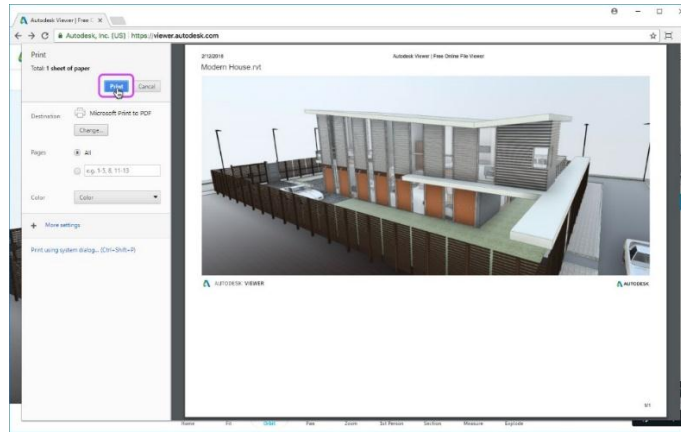 Autodesk Viewer | Free
Autodesk, Inc. [US] https://viewer.autodesk.com
Print
Total: 1 sheet of paper
Print Cancel
Destination Microsoft Print to PDF
Change...
Pages All
e.g. 1-5, 8, 11-13
Color Color
+ More settings
Print using system dialog... (Ctrl+Shift+P)
2/13/2018 Autodesk Viewer | Free Online File Viewer
Modern House.rvt
AUTODESK VIEWER AUTODESK
1/1
Home Fit Orbit Pan Zoom 1st Person Section Measure Explode